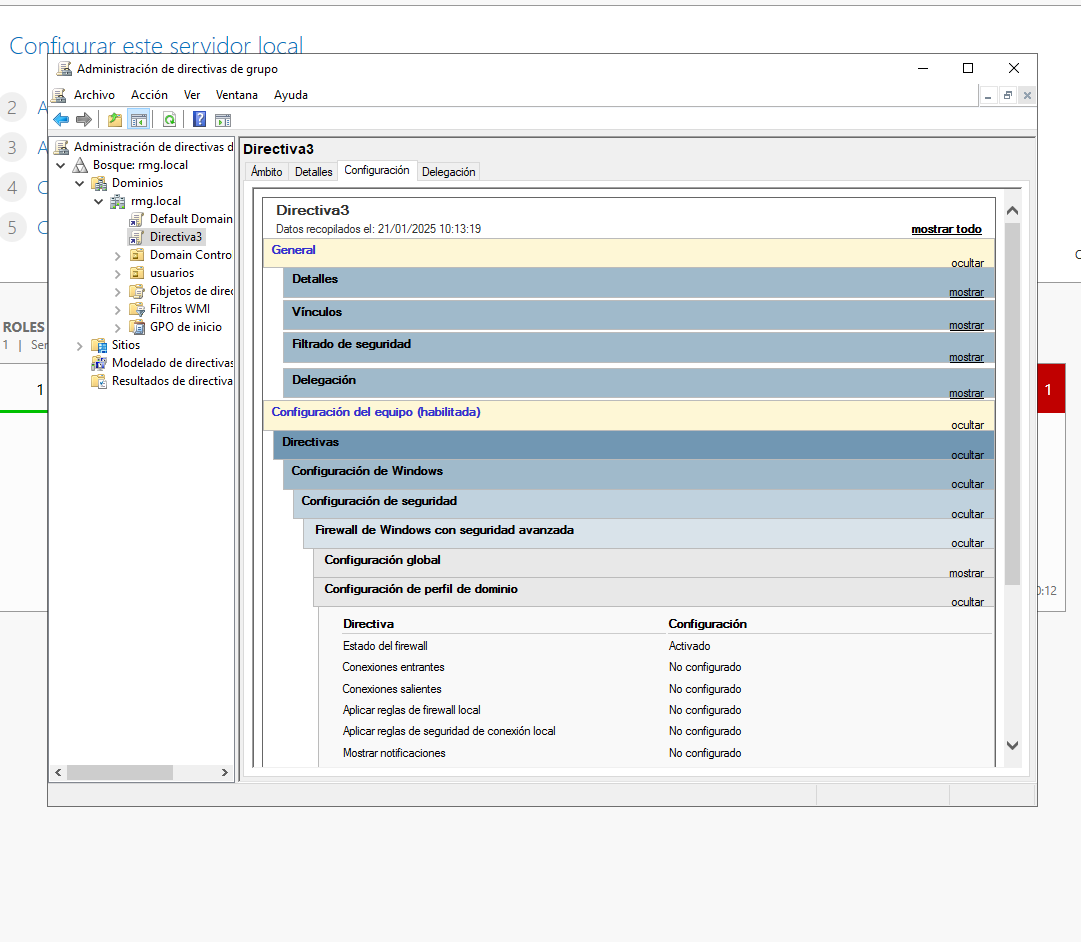 Configurar este servidor local
Administración de directivas de grupo
Archivo Acción Ver Ventana Ayuda
2 A
3 A
4 C
5 C
Administración de directivas d
Bosque: rmg.local
Dominios
rmg.local
Default Domain
Directiva3
Domain Contro
usuarios
Objetos de direc
Filtros WMI
GPO de inicio
Sitios
Modelado de directivas
Resultados de directiva
ROLES
1 | Ser
1
Directiva3
Ámbito Detalles Configuración Delegación
Directiva3
Datos recopilados el: 21/01/2025 10:13:19 mostrar todo
General ocultar
Detalles mostrar
Vínculos mostrar
Filtrado de seguridad mostrar
Delegación mostrar
Configuración del equipo (habilitada) ocultar
Directivas ocultar
Configuración de Windows ocultar
Configuración de seguridad ocultar
Firewall de Windows con seguridad avanzada ocultar
Configuración global mostrar
Configuración de perfil de dominio ocultar
Directiva Configuración
Estado del firewall Activado
Conexiones entrantes No configurado
Conexiones salientes No configurado
Aplicar reglas de firewall local No configurado
Aplicar reglas de seguridad de conexión local No configurado
Mostrar notificaciones No configurado
1
0:12